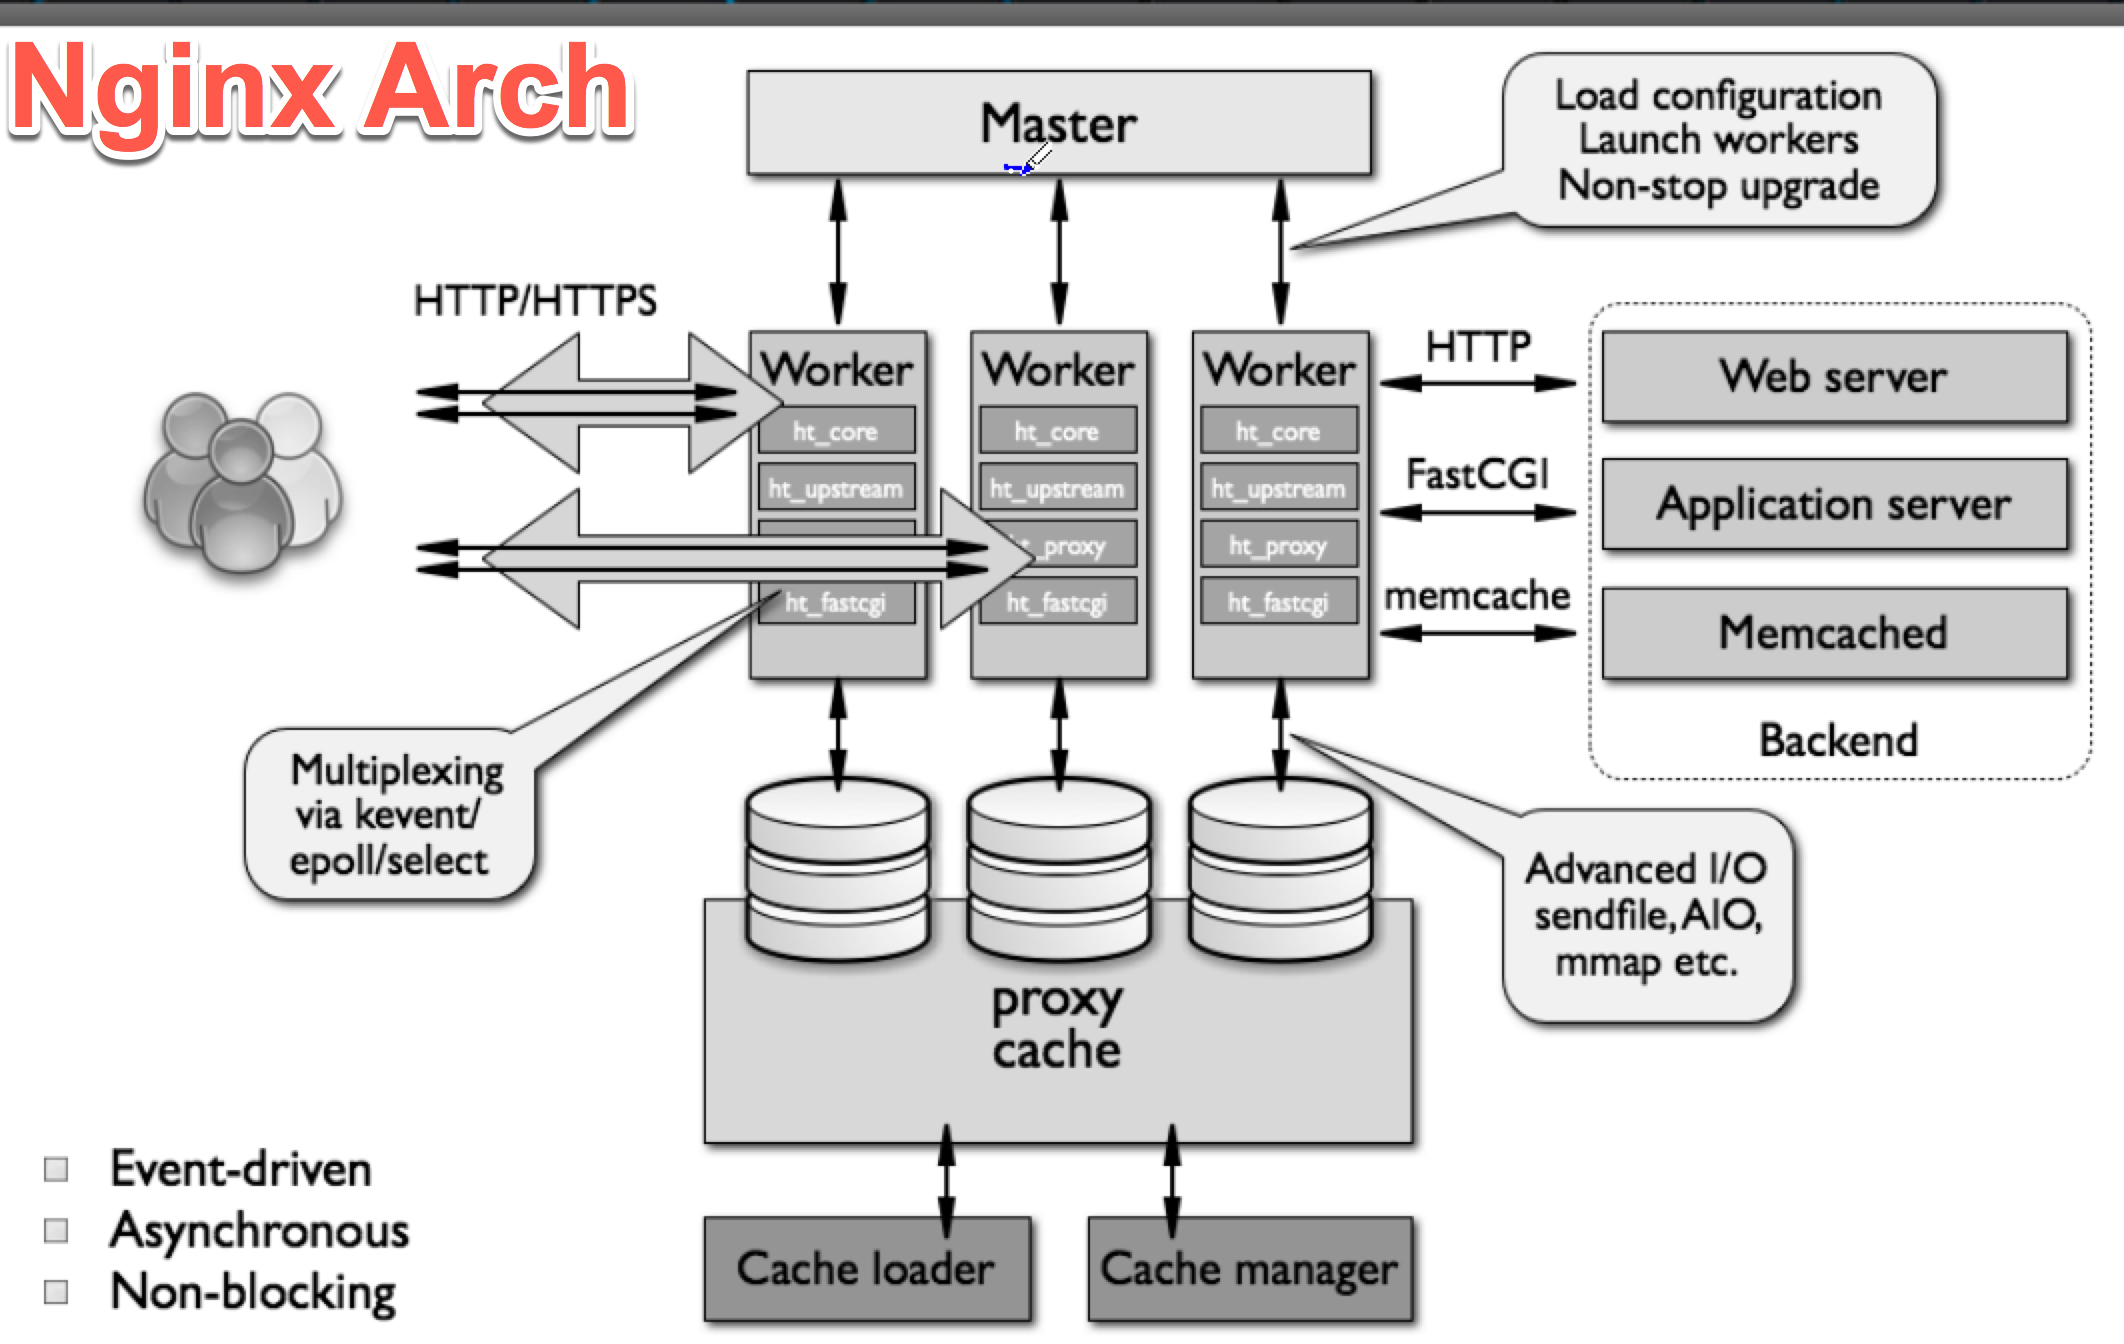 Nginx Arch
Master
Load configuration
Launch workers
Non-stop upgrade
HTTP/HTTPS
Worker
ht_core
ht_upstream
ht_fastcgi
Worker
ht_core
ht_upstream
ht_proxy
ht_fastcgi
Worker
ht_core
ht_upstream
ht_proxy
ht_fastcgi
HTTP
FastCGI
memcache
Web server
Application server
Memcached
Backend
Multiplexing
via kevent/
epoll/select
Advanced I/O
sendfile, AIO,
mmap etc.
proxy
cache
Event-driven
Asynchronous
Non-blocking
Cache loader
Cache manager